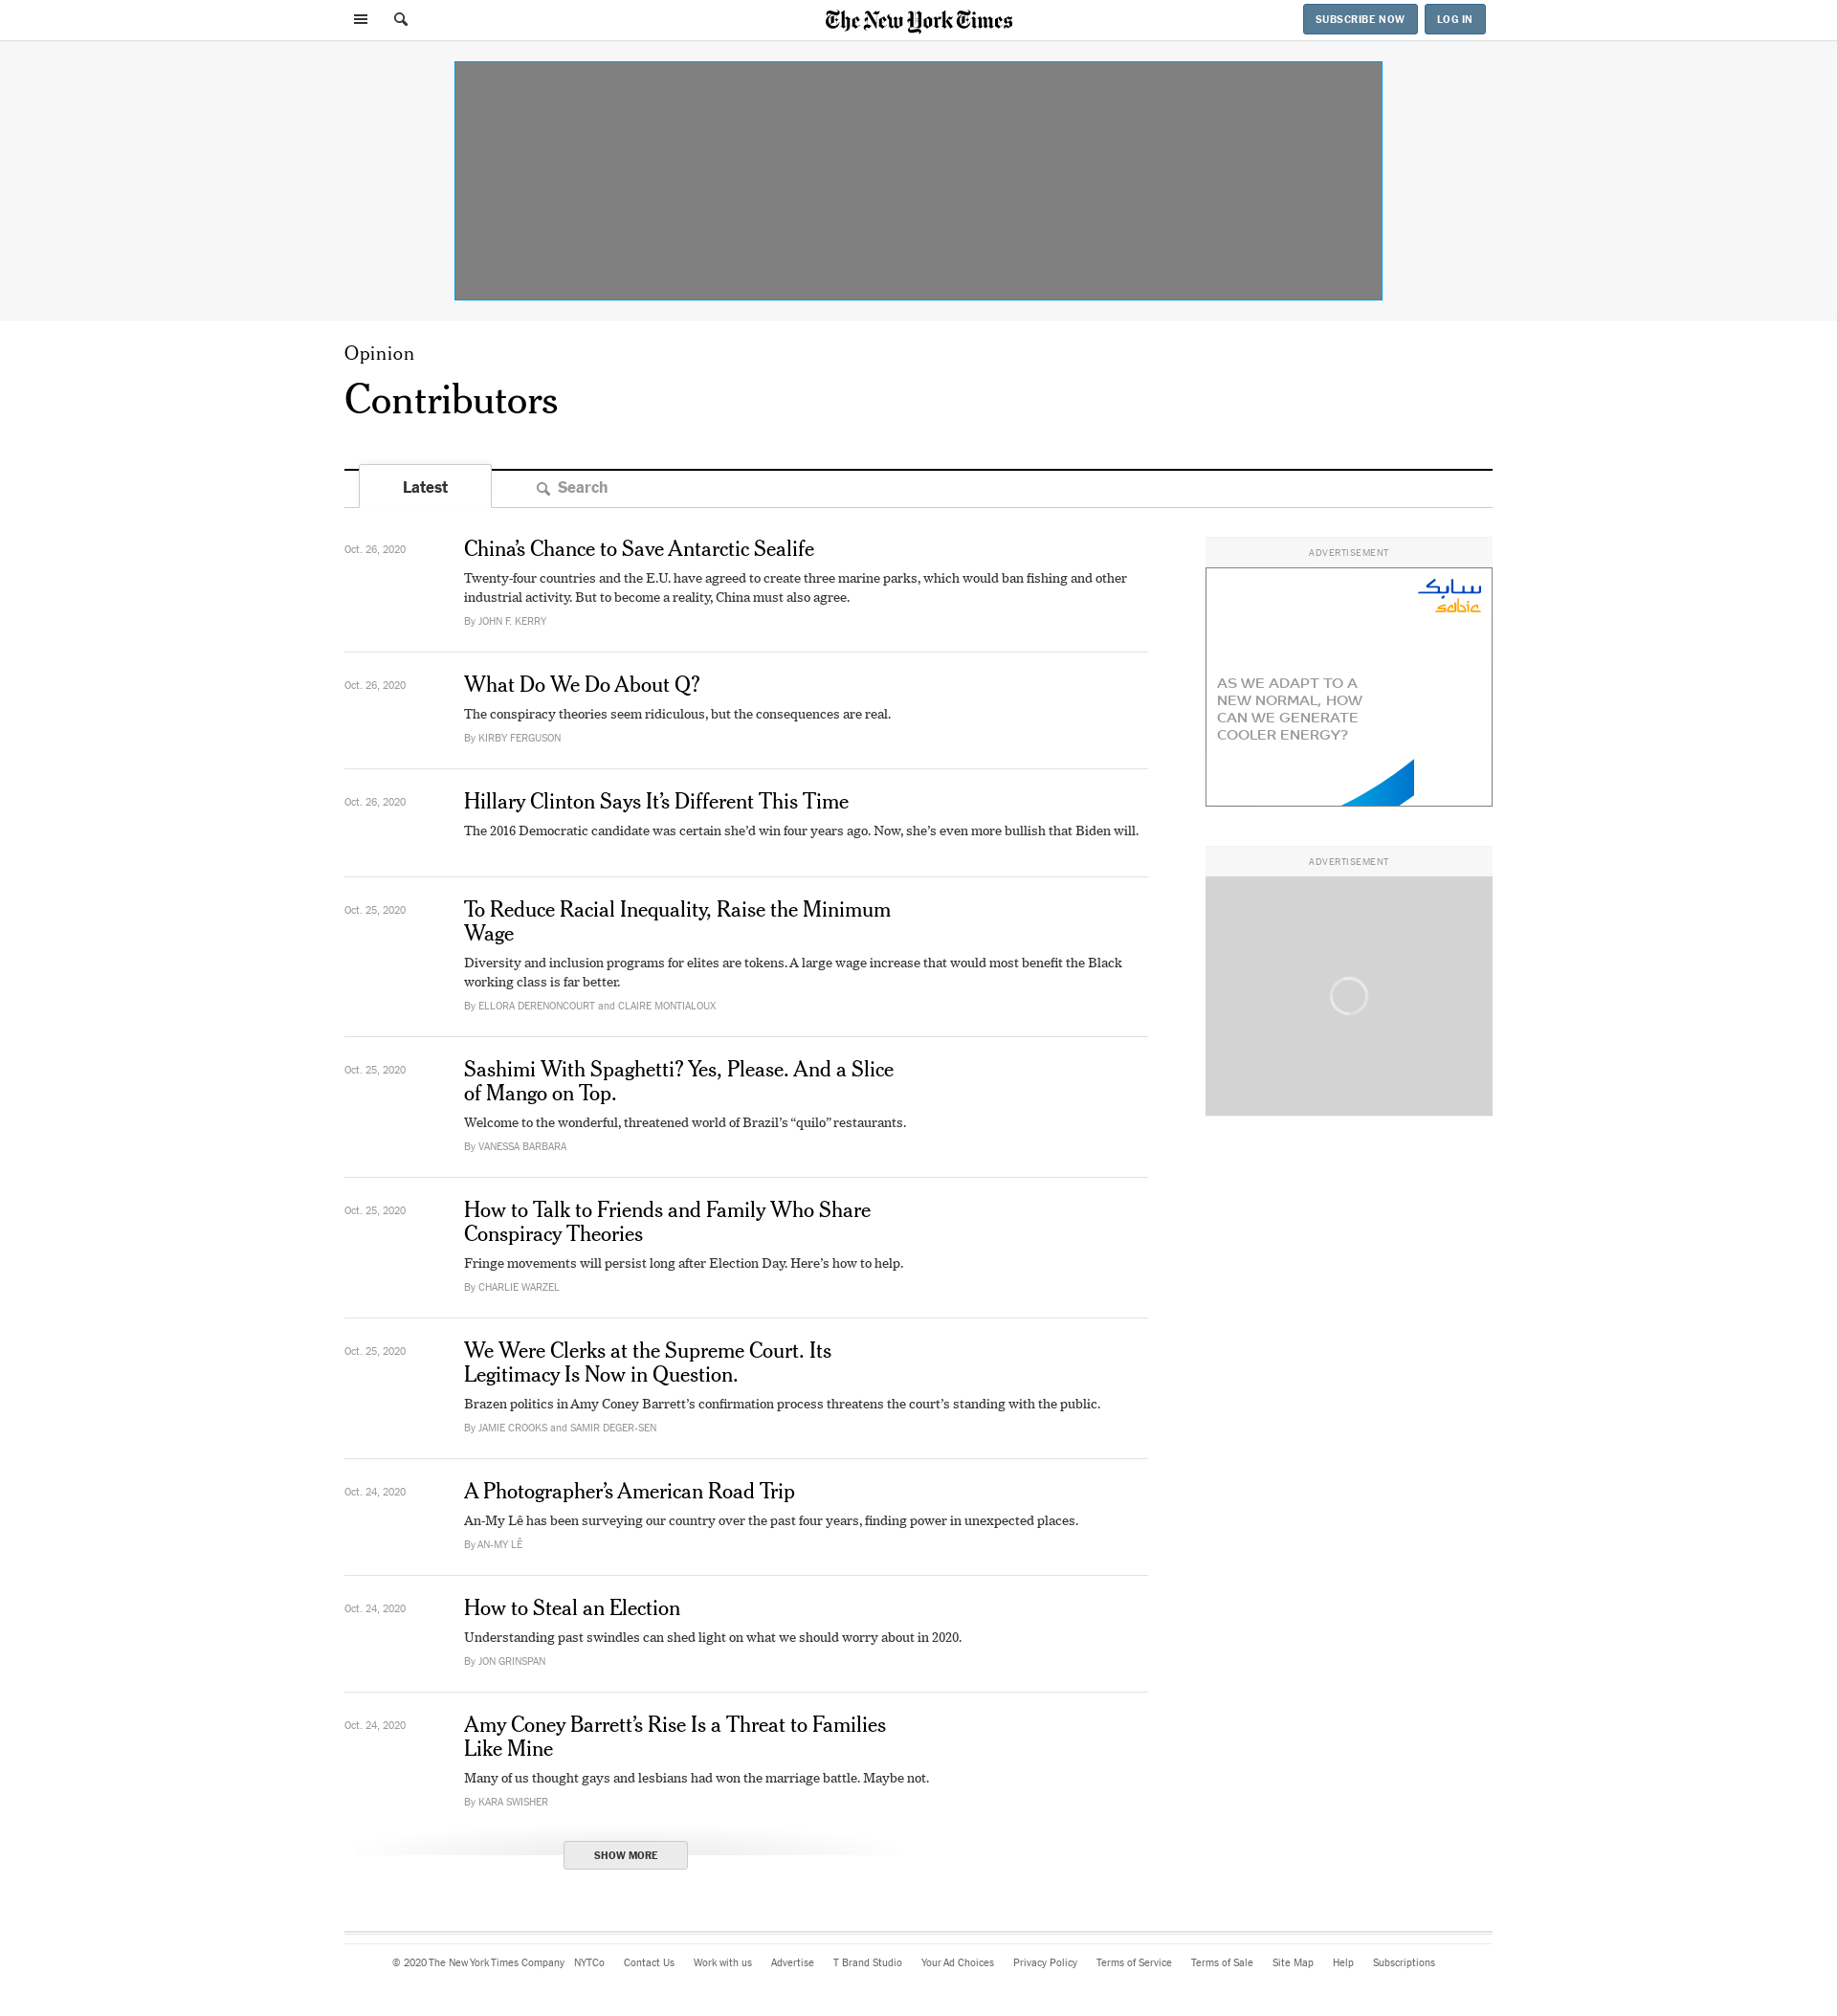 The New York Times
SUBSCRIBE NOW
LOG IN
Opinion
Contributors
Latest
Search
Oct. 26, 2020
China’s Chance to Save Antarctic Sealife
Twenty-four countries and the E.U. have agreed to create three marine parks, which would ban fishing and other
industrial activity. But to become a reality, China must also agree.
By JOHN F. KERRY
Oct. 26, 2020
What Do We Do About Q?
The conspiracy theories seem ridiculous, but the consequences are real.
By KIRBY FERGUSON
Oct. 26, 2020
Hillary Clinton Says It’s Different This Time
The 2016 Democratic candidate was certain she’d win four years ago. Now, she’s even more bullish that Biden will.
Oct. 25, 2020
To Reduce Racial Inequality, Raise the Minimum
Wage
Diversity and inclusion programs for elites are tokens. A large wage increase that would most benefit the Black
working class is far better.
By ELLORA DERENONCOURT and CLAIRE MONTIALOUX
Oct. 25, 2020
Sashimi With Spaghetti? Yes, Please. And a Slice
of Mango on Top.
Welcome to the wonderful, threatened world of Brazil’s “quilo” restaurants.
By VANESSA BARBARA
Oct. 25, 2020
How to Talk to Friends and Family Who Share
Conspiracy Theories
Fringe movements will persist long after Election Day. Here’s how to help.
By CHARLIE WARZEL
Oct. 25, 2020
We Were Clerks at the Supreme Court. Its
Legitimacy Is Now in Question.
Brazen politics in Amy Coney Barrett’s confirmation process threatens the court’s standing with the public.
By JAMIE CROOKS and SAMIR DEGER-SEN
Oct. 24, 2020
A Photographer’s American Road Trip
An-My Lê has been surveying our country over the past four years, finding power in unexpected places.
By AN-MY LÊ
Oct. 24, 2020
How to Steal an Election
Understanding past swindles can shed light on what we should worry about in 2020.
By JON GRINSPAN
Oct. 24, 2020
Amy Coney Barrett’s Rise Is a Threat to Families
Like Mine
Many of us thought gays and lesbians had won the marriage battle. Maybe not.
By KARA SWISHER
SHOW MORE
ADVERTISEMENT
سابك
sabic
AS WE ADAPT TO A
NEW NORMAL, HOW
CAN WE GENERATE
COOLER ENERGY?
ADVERTISEMENT
© 2020 The New York Times Company NYTCo Contact Us Work with us Advertise T Brand Studio Your Ad Choices Privacy Policy Terms of Service Terms of Sale Site Map Help Subscriptions